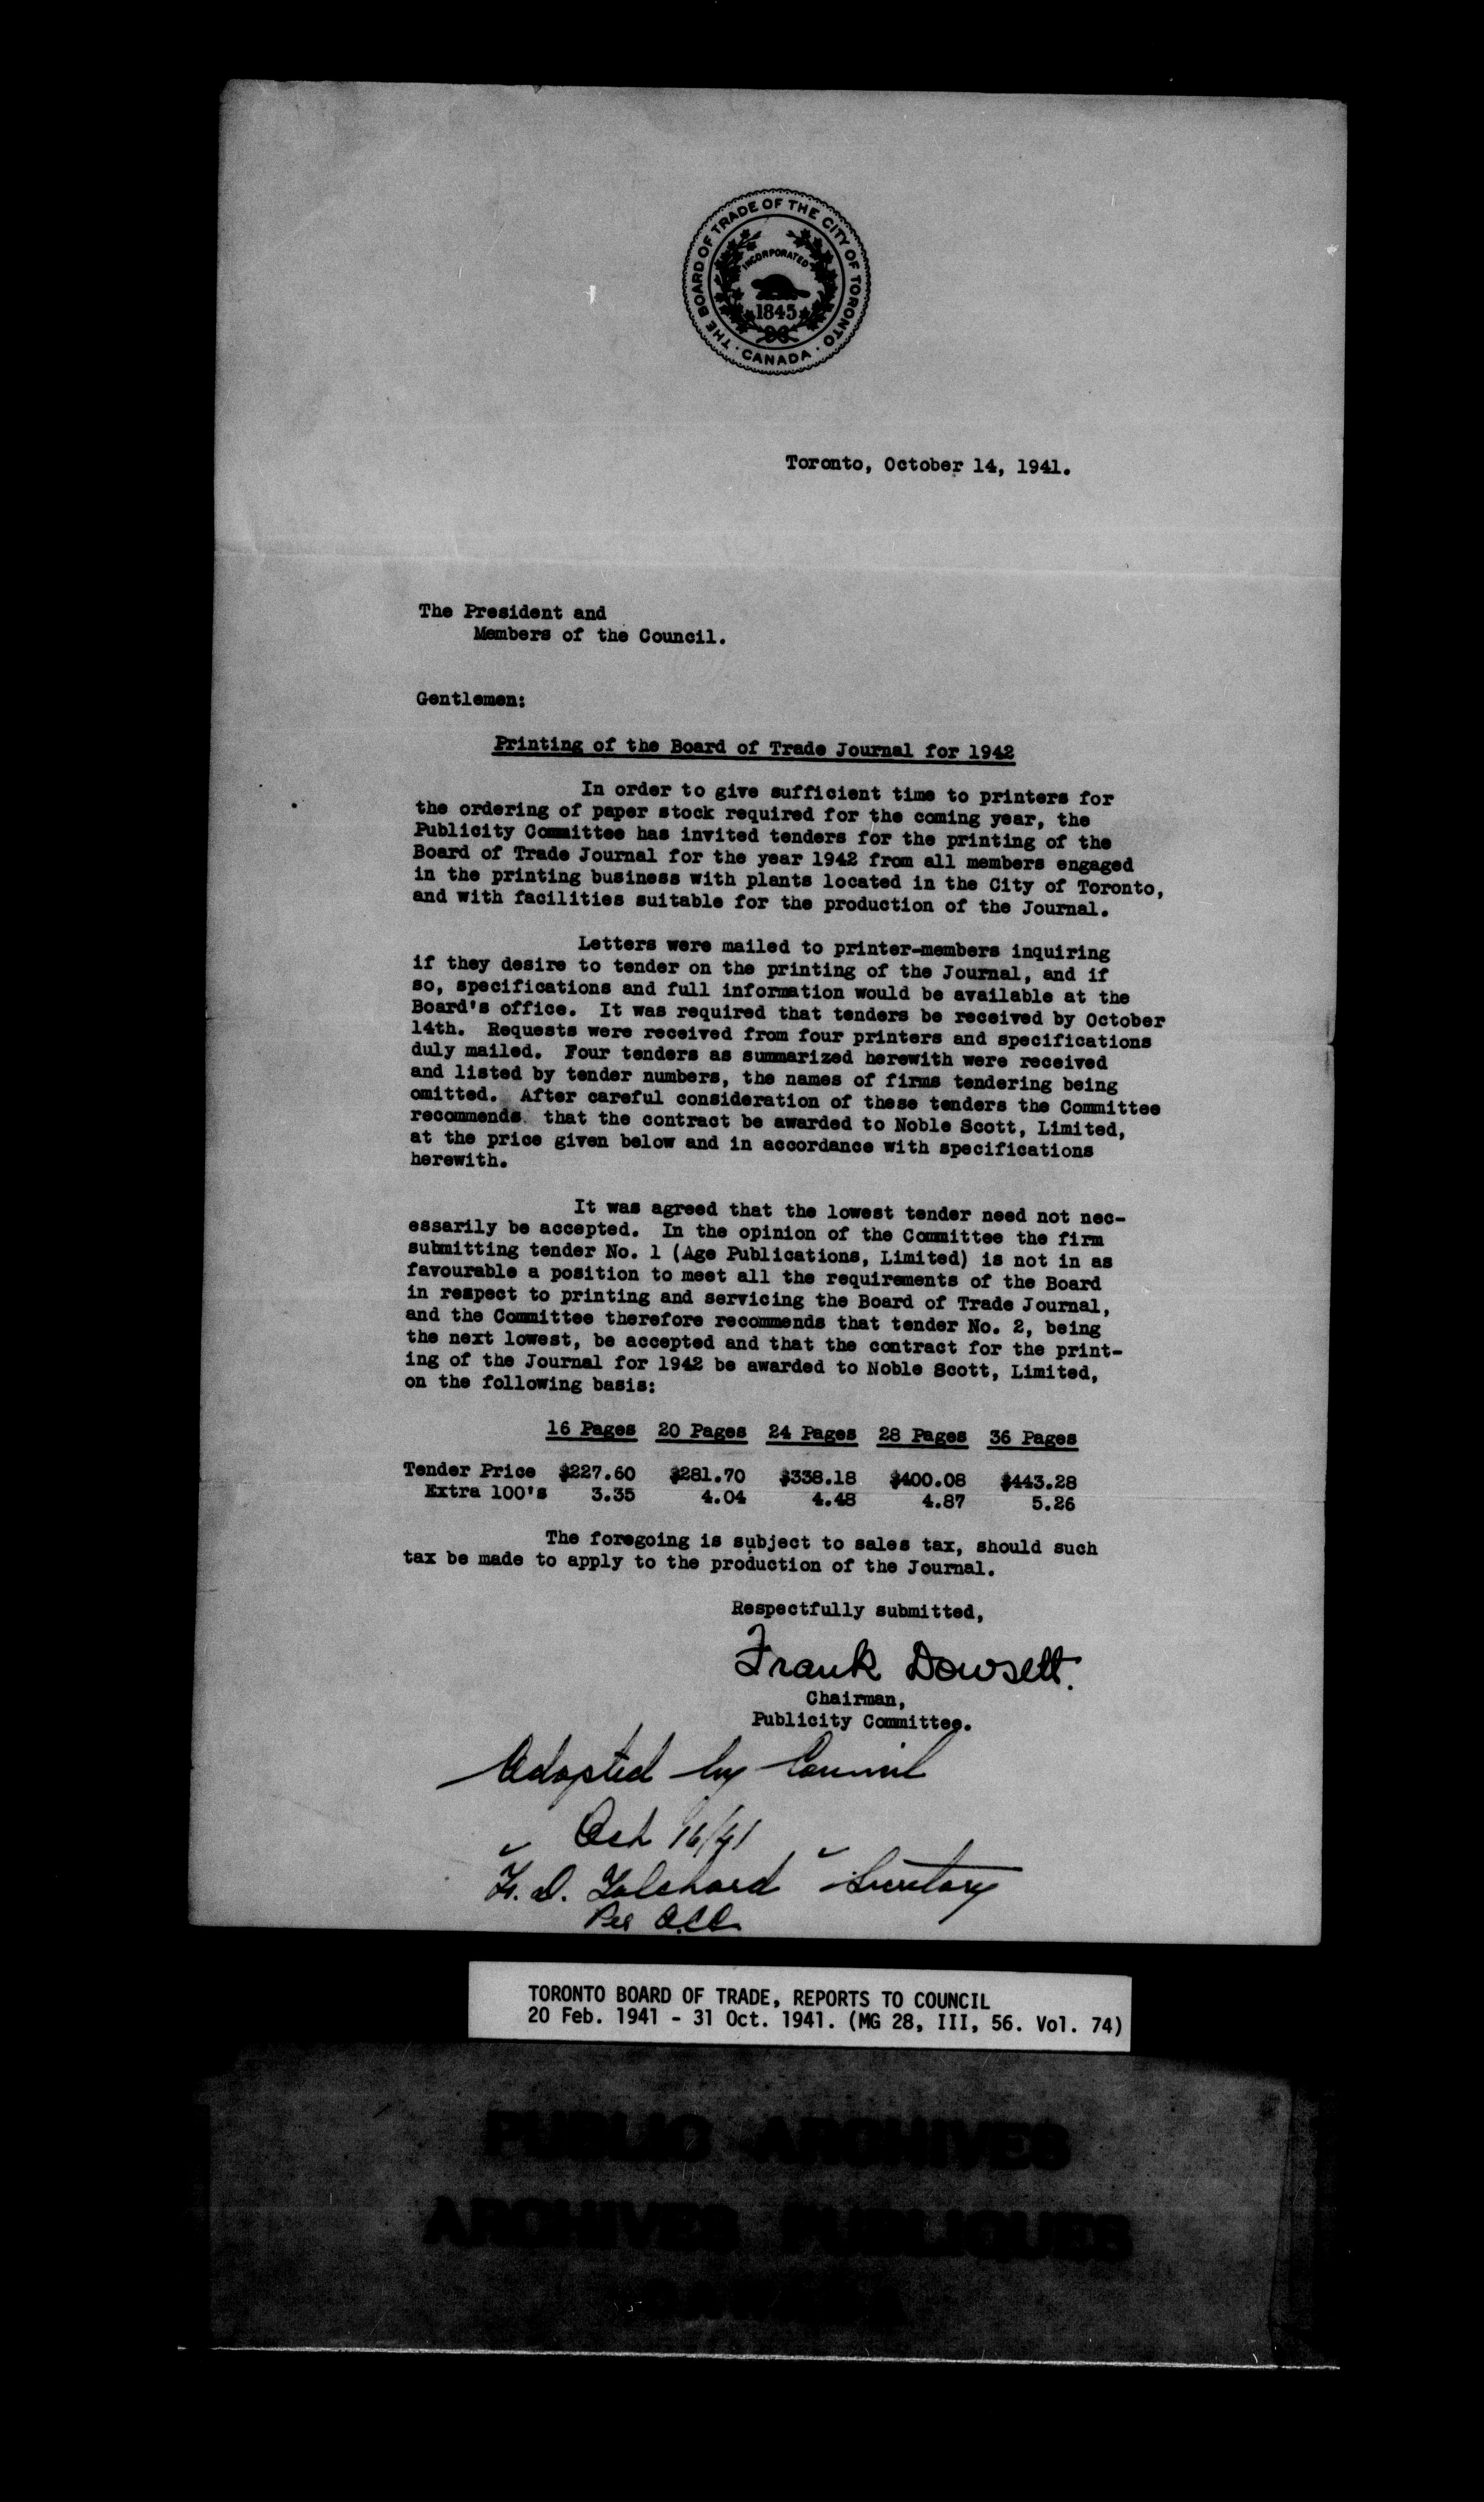 THE BOARD OF TRADE OF THE CITY OF TORONTO
· CANADA ·
INCORPORATED
1845
Toronto, October 14, 1941.
The President and
Members of the Council.
Gentlemen:
Printing of the Board of Trade Journal for 1942
In order to give sufficient time to printers for
the ordering of paper stock required for the coming year, the
Publicity Committee has invited tenders for the printing of the
Board of Trade Journal for the year 1942 from all members engaged
in the printing business with plants located in the City of Toronto,
and with facilities suitable for the production of the Journal.
Letters were mailed to printer-members inquiring
if they desire to tender on the printing of the Journal, and if
so, specifications and full information would be available at the
Board's office. It was required that tenders be received by October
14th. Requests were received from four printers and specifications
duly mailed. Four tenders as summarized herewith were received
and listed by tender numbers, the names of firms tendering being
omitted. After careful consideration of these tenders the Committee
recommends that the contract be awarded to Noble Scott, Limited,
at the price given below and in accordance with specifications
herewith.
It was agreed that the lowest tender need not nec-
essarily be accepted. In the opinion of the Committee the firm
submitting tender No. 1 (Age Publications, Limited) is not in as
favourable a position to meet all the requirements of the Board
in respect to printing and servicing the Board of Trade Journal,
and the Committee therefore recommends that tender No. 2, being
the next lowest, be accepted and that the contract for the print-
ing of the Journal for 1942 be awarded to Noble Scott, Limited,
on the following basis:
16 Pages 20 Pages 24 Pages 28 Pages 36 Pages
Tender Price $227.60 $281.70 $338.18 $400.08 $443.28
Extra 100's 3.35 4.04 4.48 4.87 5.26
The foregoing is subject to sales tax, should such
tax be made to apply to the production of the Journal.
Respectfully submitted,
Frank Dowsett.
Chairman,
Publicity Committee.
Adopted by Council
Oct 16/41
F. D. Tolchard Secretary
Per
TORONTO BOARD OF TRADE, REPORTS TO COUNCIL
20 Feb. 1941 - 31 Oct. 1941. (MG 28, III, 56. Vol. 74)
PUBLIC ARCHIVES
ARCHIVES PUBLIQUES
CANADA